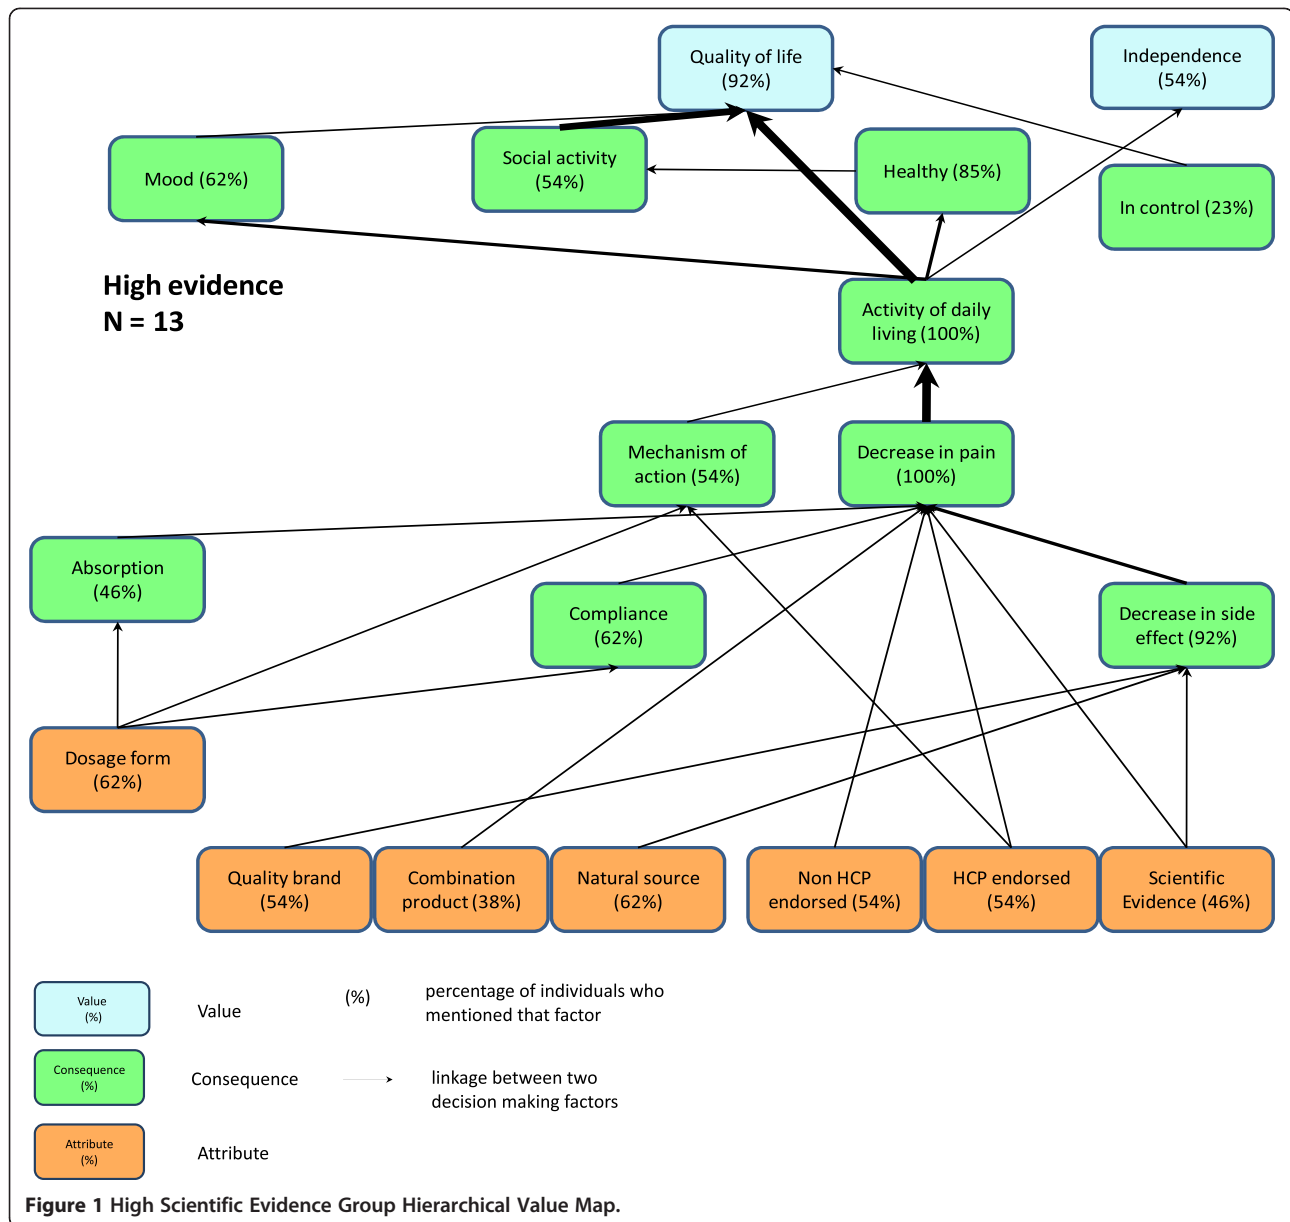 Quality of life
(92%)
Independence
(54%)
Mood (62%)
Social activity
(54%)
Healthy (85%)
In control (23%)
High evidence
N = 13
Activity of daily
living (100%)
Mechanism of
action (54%)
Decrease in pain
(100%)
Absorption
(46%)
Compliance
(62%)
Decrease in side
effect (92%)
Dosage form
(62%)
Quality brand
(54%)
Combination
product (38%)
Natural source
(62%)
Non HCP
endorsed (54%)
HCP endorsed
(54%)
Scientific
Evidence (46%)
Value
(%)
Value
(%)
percentage of individuals who
mentioned that factor
Consequence
(%)
Consequence
linkage between two
decision making factors
Attribute
(%)
Attribute
Figure 1 High Scientific Evidence Group Hierarchical Value Map.